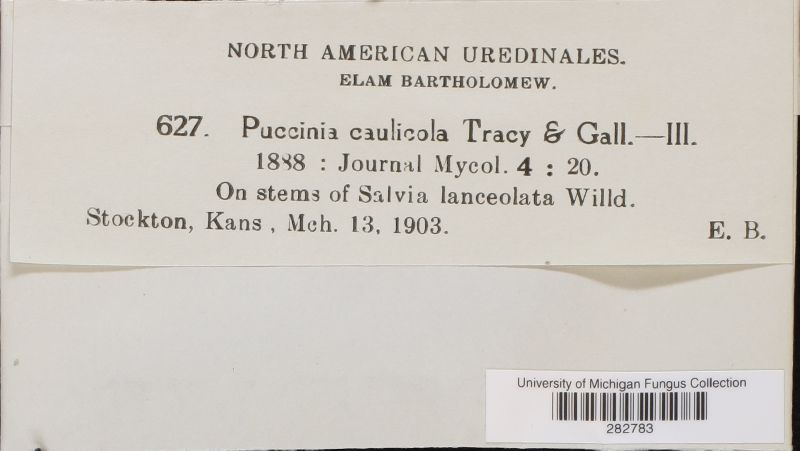 NORTH AMERICAN UREDINALES.
ELAM BARTHOLOMEW.
627. Puccinia caulicola Tracy & Gall.—III.
1888 : Journal Mycol. 4 : 20.
On stems of Salvia lanceolata Willd.
Stockton, Kans, Mch. 13, 1903. E. B.
University of Michigan Fungus Collection
282783